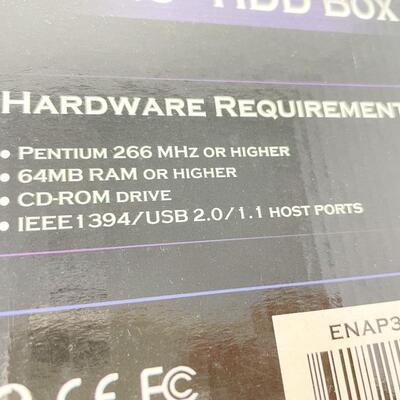 HDD BOX
HARDWARE REQUIREMENT
• PENTIUM 266 MHZ OR HIGHER
• 64MB RAM OR HIGHER
• CD-ROM DRIVE
• IEEE1394/USB 2.0/1.1 HOST PORTS
ENAP3
CE FC